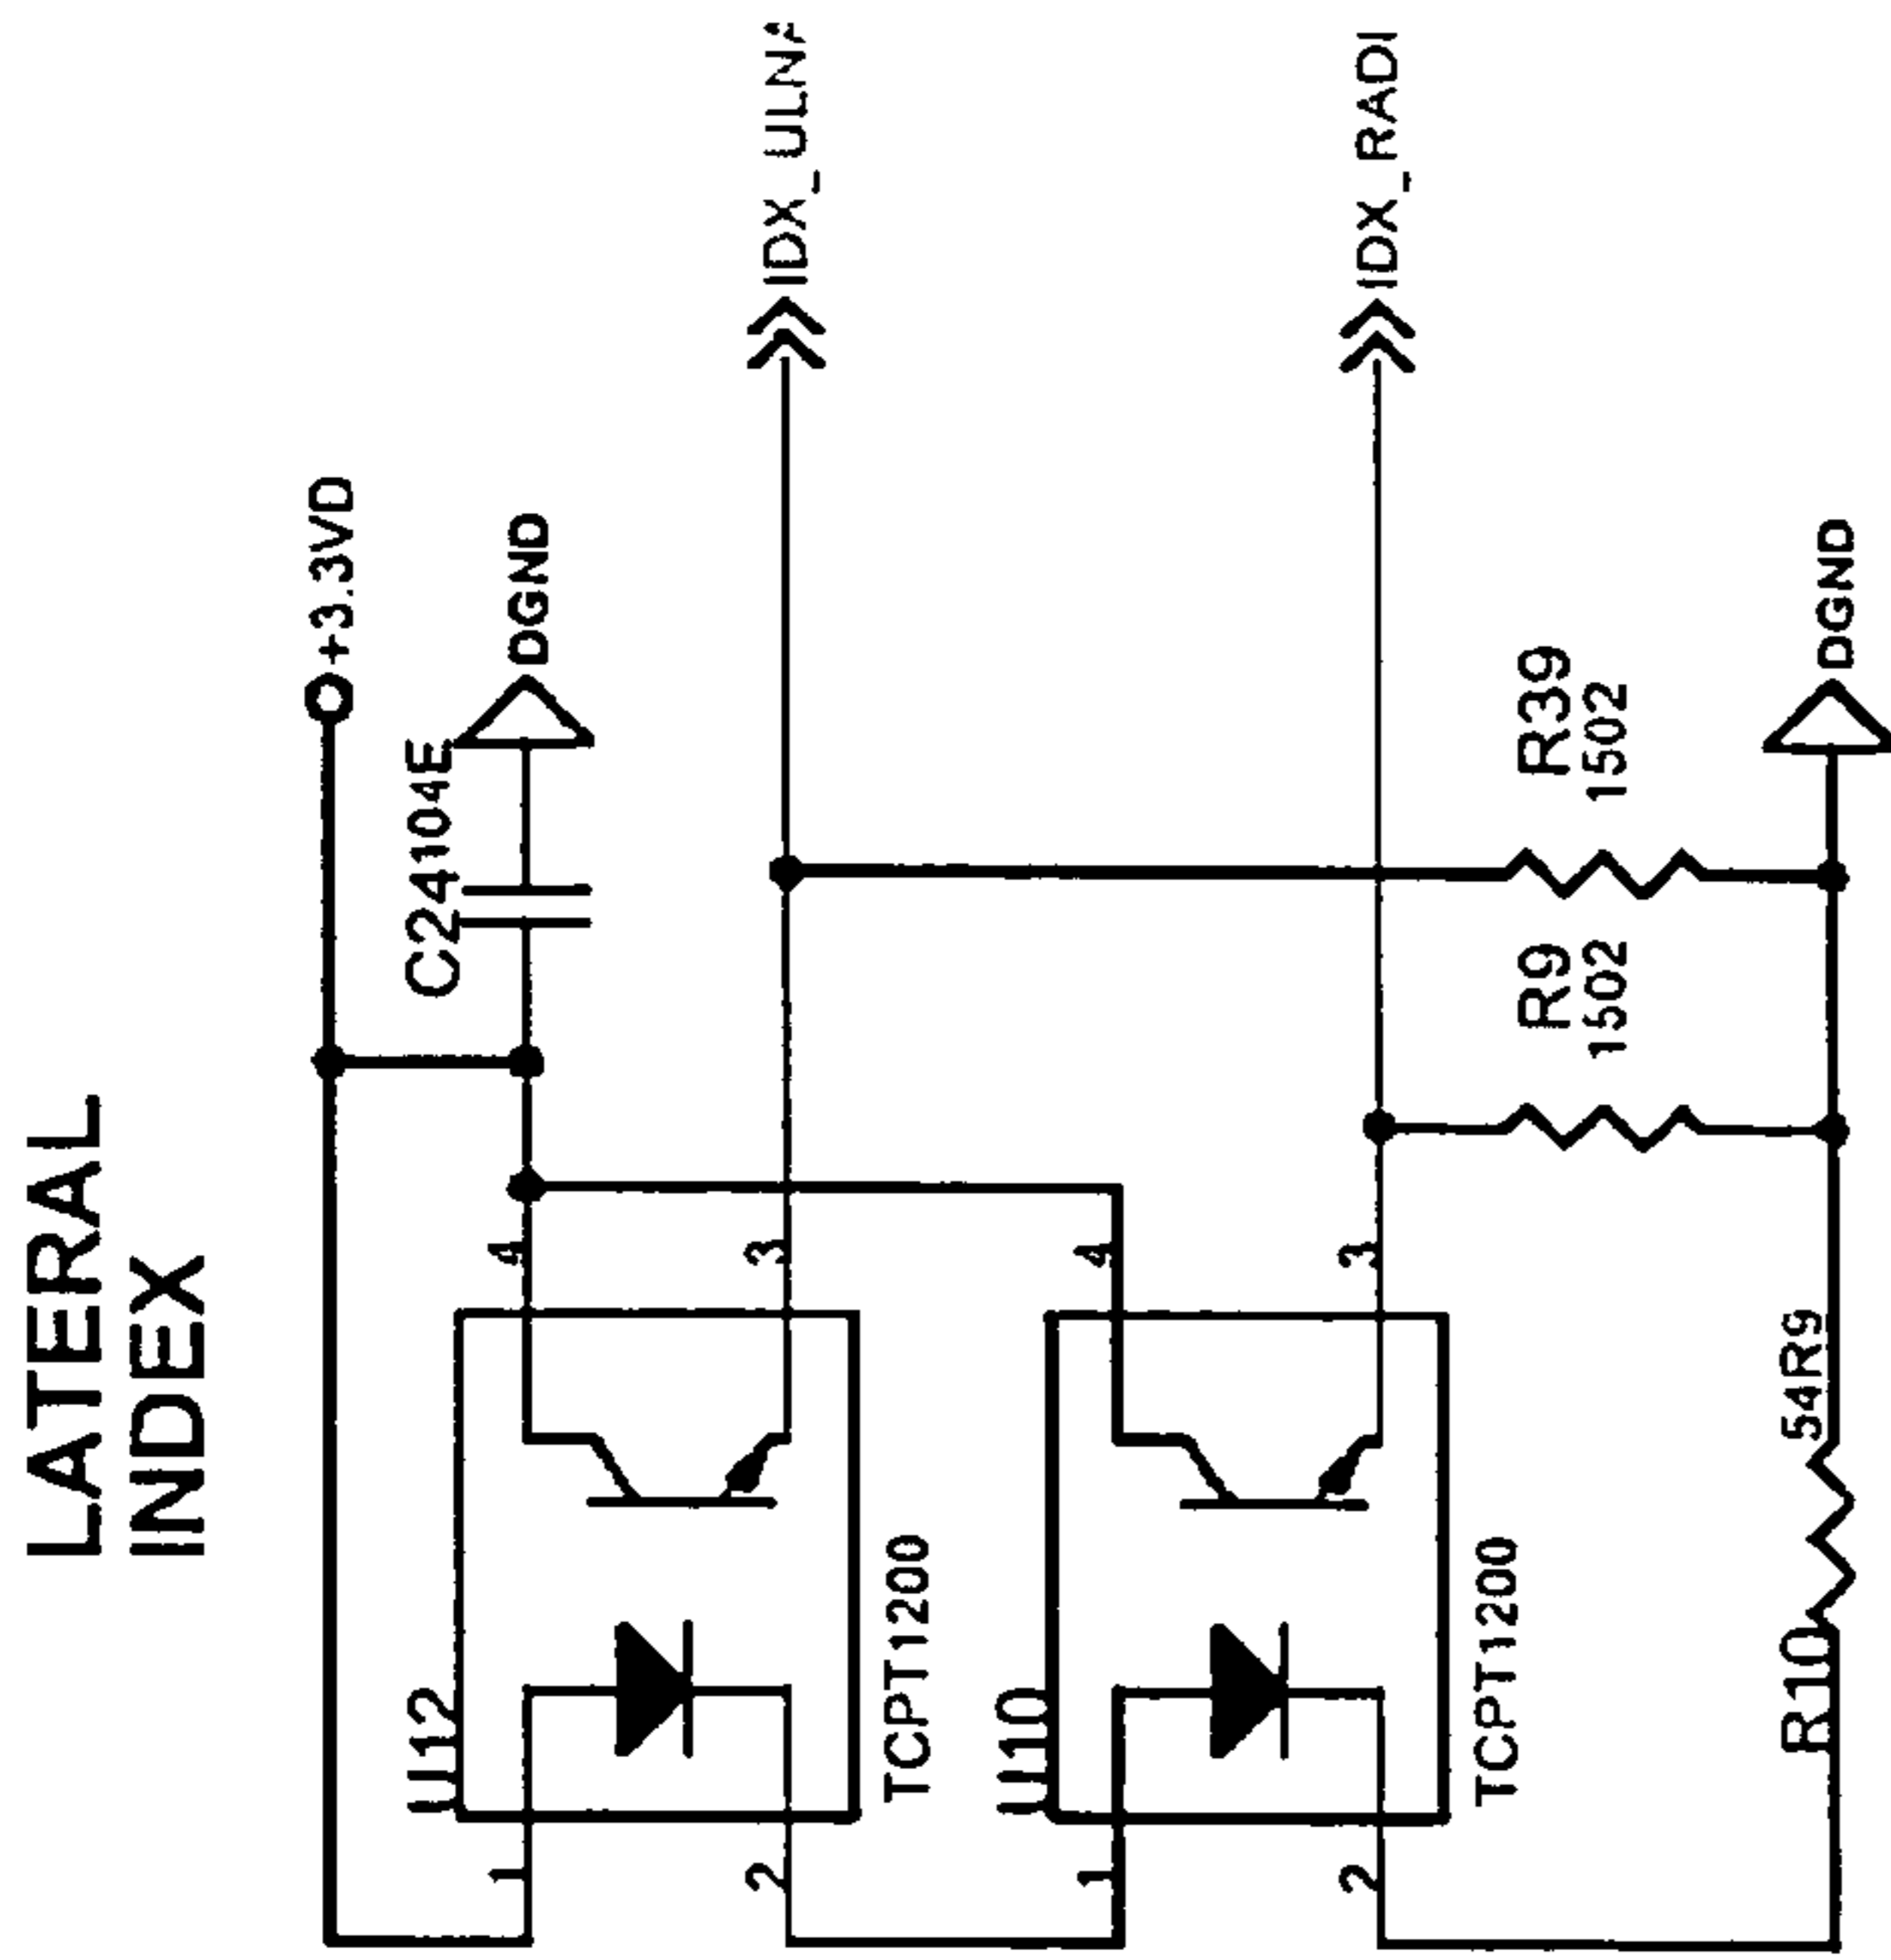 LATERAL
INDEX
+3.3VD
C24
104E
DGND
U12
4
1
3
2
TCPT1200
IDX_ULNA
U10
4
1
3
2
TCPT1200
IDX_RADI
R39
1502
R9
1502
R10
54R9
DGND